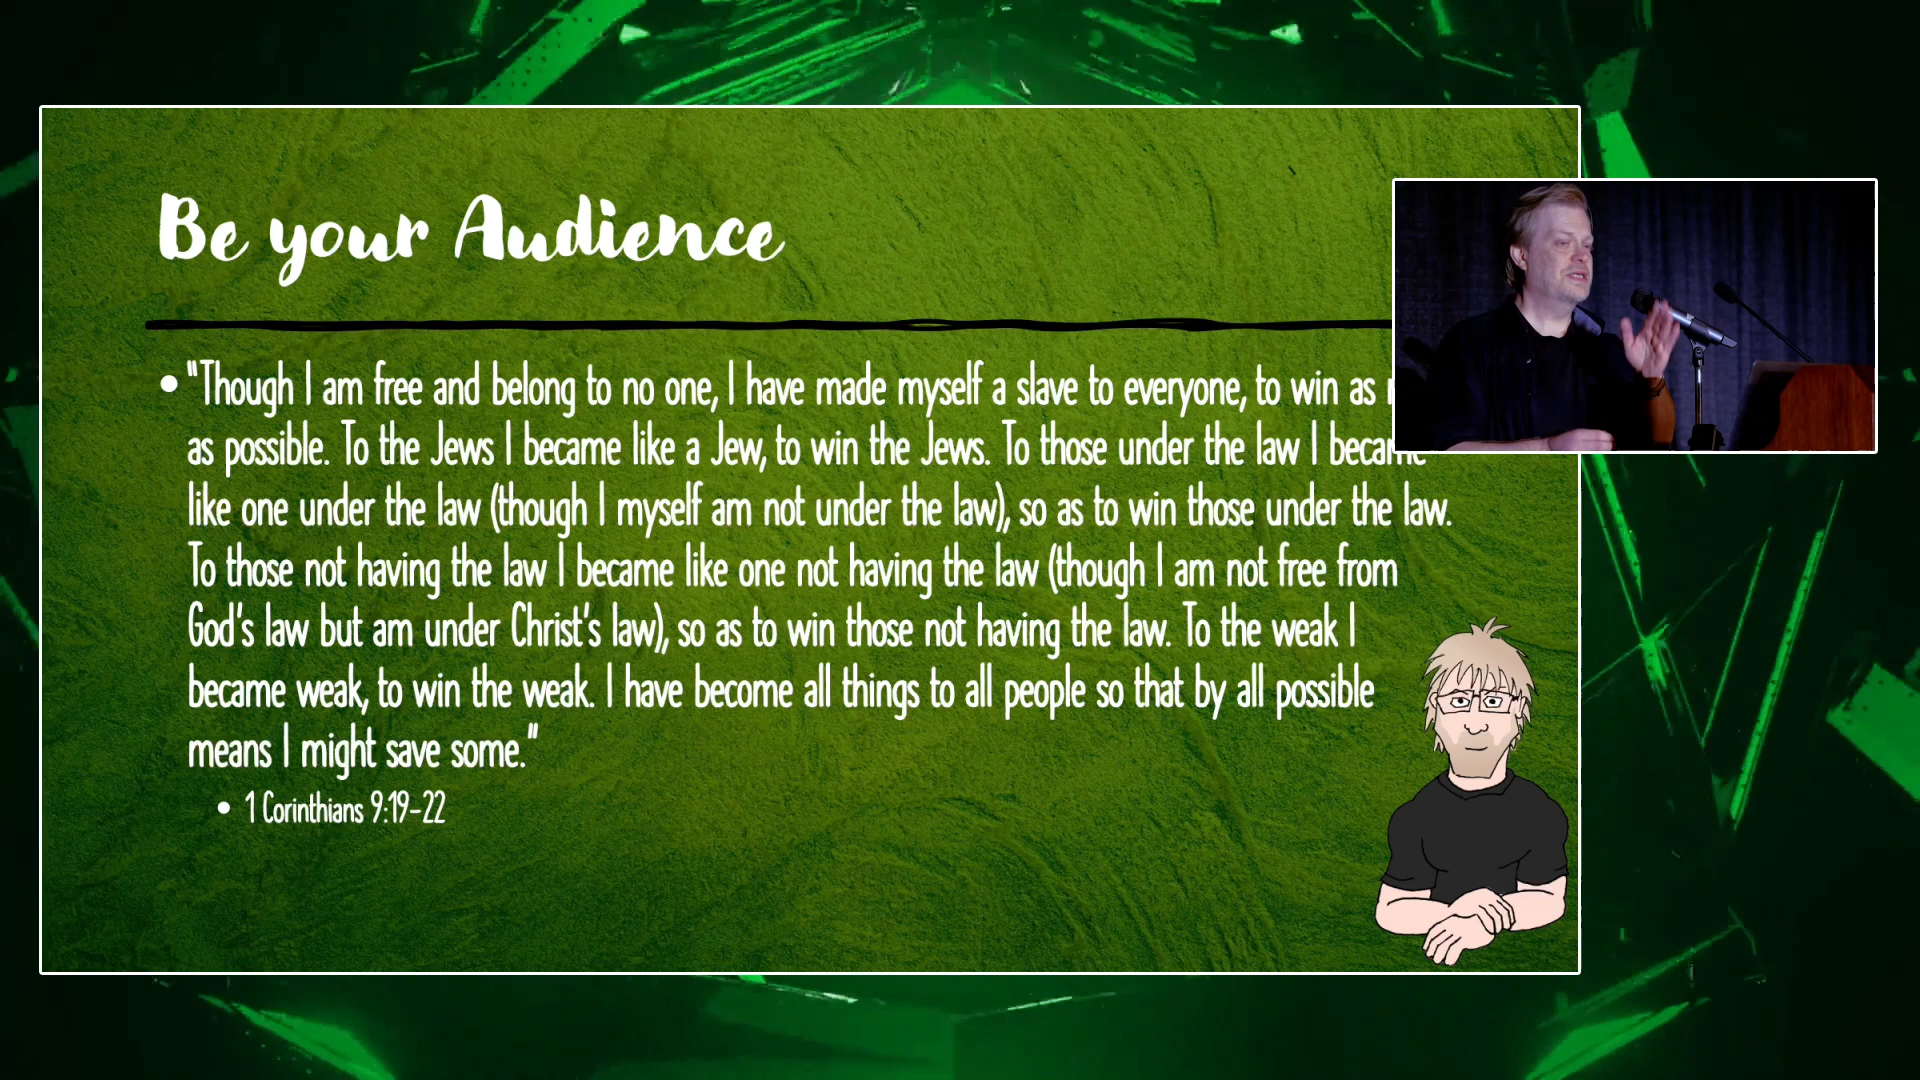 Be your Audience
• "Though I am free and belong to no one, I have made myself a slave to everyone, to win as
as possible. To the Jews I became like a Jew, to win the Jews. To those under the law I became
like one under the law (though I myself am not under the law), so as to win those under the law.
To those not having the law I became like one not having the law (though I am not free from
God's law but am under Christ's law), so as to win those not having the law. To the weak I
became weak, to win the weak. I have become all things to all people so that by all possible
means I might save some."
• 1 Corinthians 9:19-22